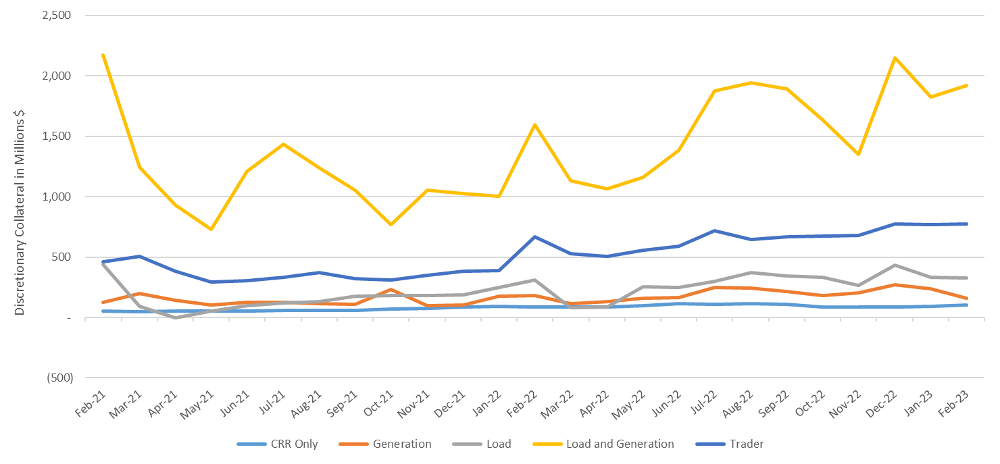 Discretionary Collateral in Millions $
2,500
2,000
1,500
1,000
500
-
(500)
Feb-21
Mar-21
Apr-21
May-21
Jun-21
Jul-21
Aug-21
Sep-21
Oct-21
Nov-21
Dec-21
Jan-22
Feb-22
Mar-22
Apr-22
May-22
Jun-22
Jul-22
Aug-22
Sep-22
Oct-22
Nov-22
Dec-22
Jan-23
Feb-23
CRR Only Generation Load Load and Generation Trader